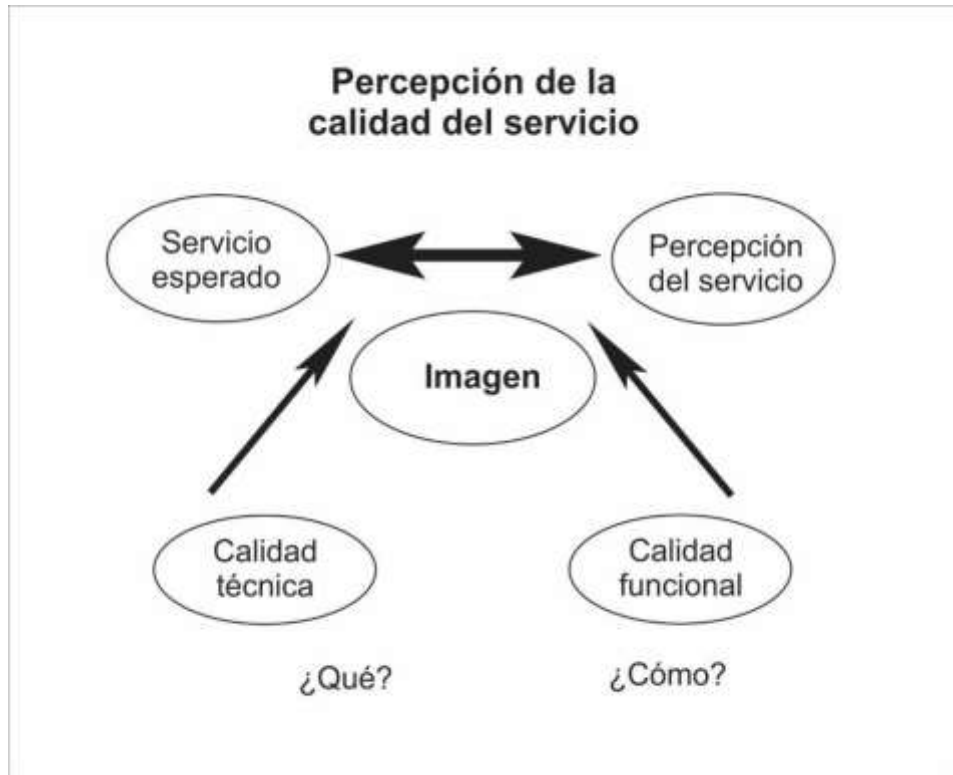 Percepción de la
calidad del servicio
Servicio
esperado
Percepción
del servicio
Imagen
Calidad
técnica
Calidad
funcional
¿Qué?
¿Cómo?